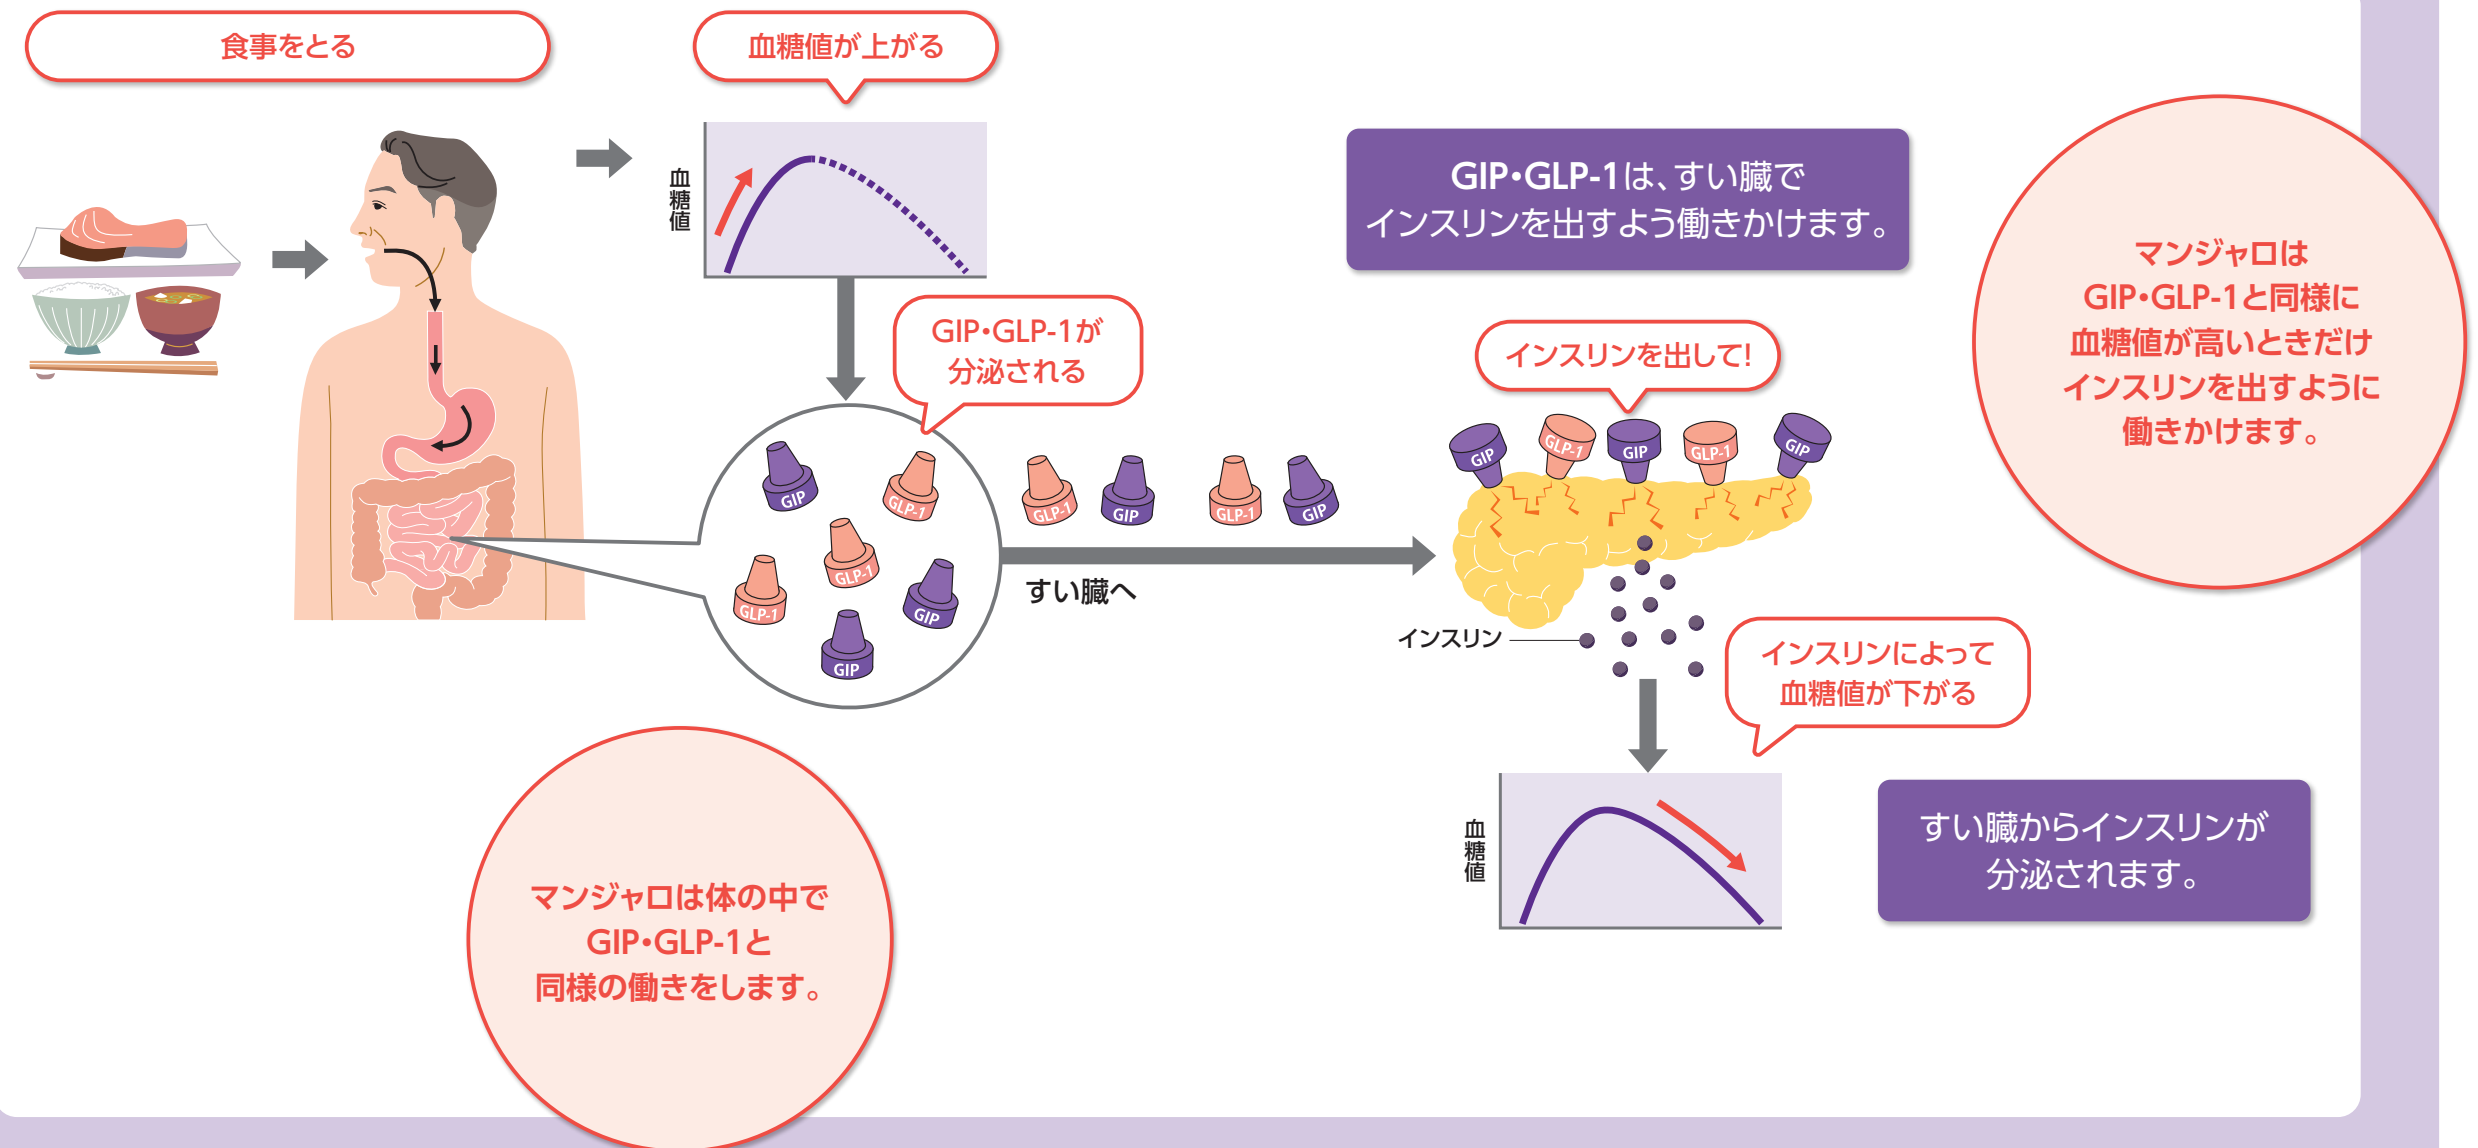 食事をとる
血糖値が上がる
血糖値
GIP・GLP-1が
分泌される
GIP
GLP-1
GLP-1
GLP-1
GIP
GIP
GLP-1
GIP
GLP-1
GIP
すい臓へ
GIP・GLP-1は、すい臓で
インスリンを出すよう働きかけます。
インスリンを出して!
GIP
GLP-1
GIP
GLP-1
GIP
インスリン
インスリンによって
血糖値が下がる
血糖値
すい臓からインスリンが
分泌されます。
マンジャロは
GIP・GLP-1と同様に
血糖値が高いときだけ
インスリンを出すように
働きかけます。
マンジャロは体の中で
GIP・GLP-1と
同様の働きをします。